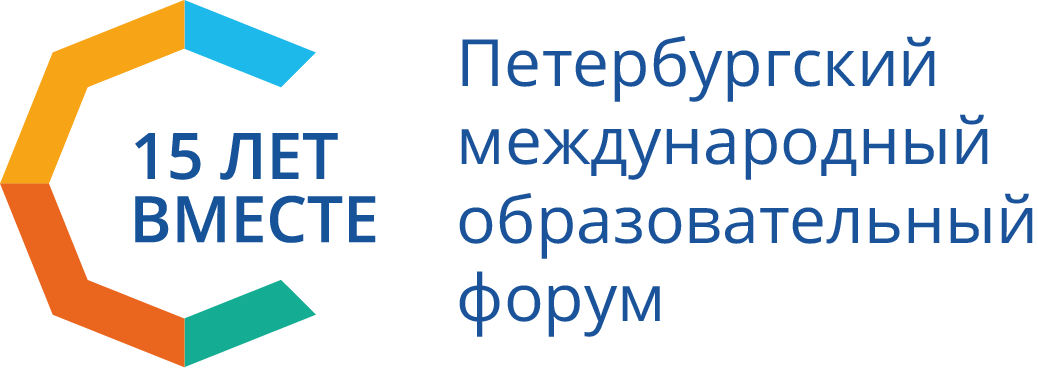 15 ЛЕТ
ВМЕСТЕ
Петербургский
международный
образовательный
форум